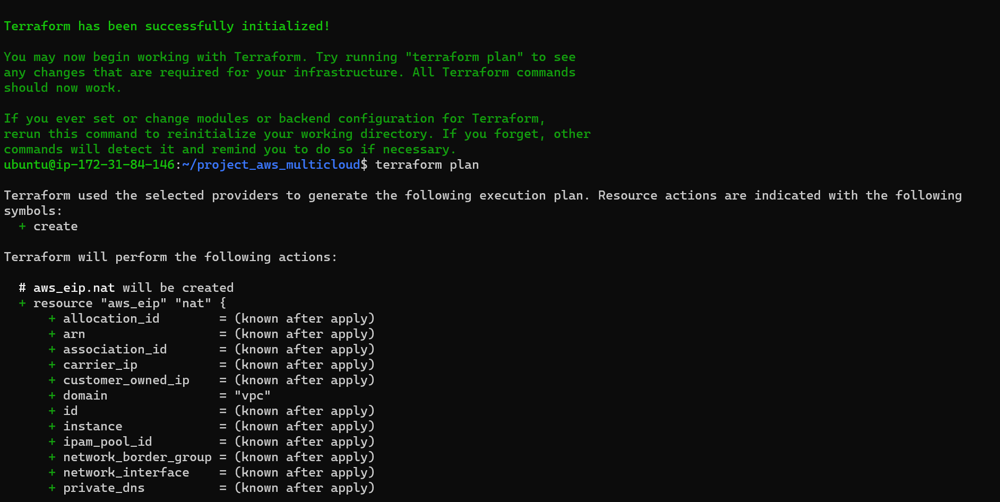 Terraform has been successfully initialized!
You may now begin working with Terraform. Try running "terraform plan" to see
any changes that are required for your infrastructure. All Terraform commands
should now work.
If you ever set or change modules or backend configuration for Terraform,
rerun this command to reinitialize your working directory. If you forget, other
commands will detect it and remind you to do so if necessary.
ubuntu@ip-172-31-84-146:~/project_aws_multicloud$ terraform plan
Terraform used the selected providers to generate the following execution plan. Resource actions are indicated with the following
symbols:
  + create
Terraform will perform the following actions:
  # aws_eip.nat will be created
  + resource "aws_eip" "nat" {
      + allocation_id        = (known after apply)
      + arn                  = (known after apply)
      + association_id       = (known after apply)
      + carrier_ip           = (known after apply)
      + customer_owned_ip    = (known after apply)
      + domain               = "vpc"
      + id                   = (known after apply)
      + instance             = (known after apply)
      + ipam_pool_id         = (known after apply)
      + network_border_group = (known after apply)
      + network_interface    = (known after apply)
      + private_dns          = (known after apply)